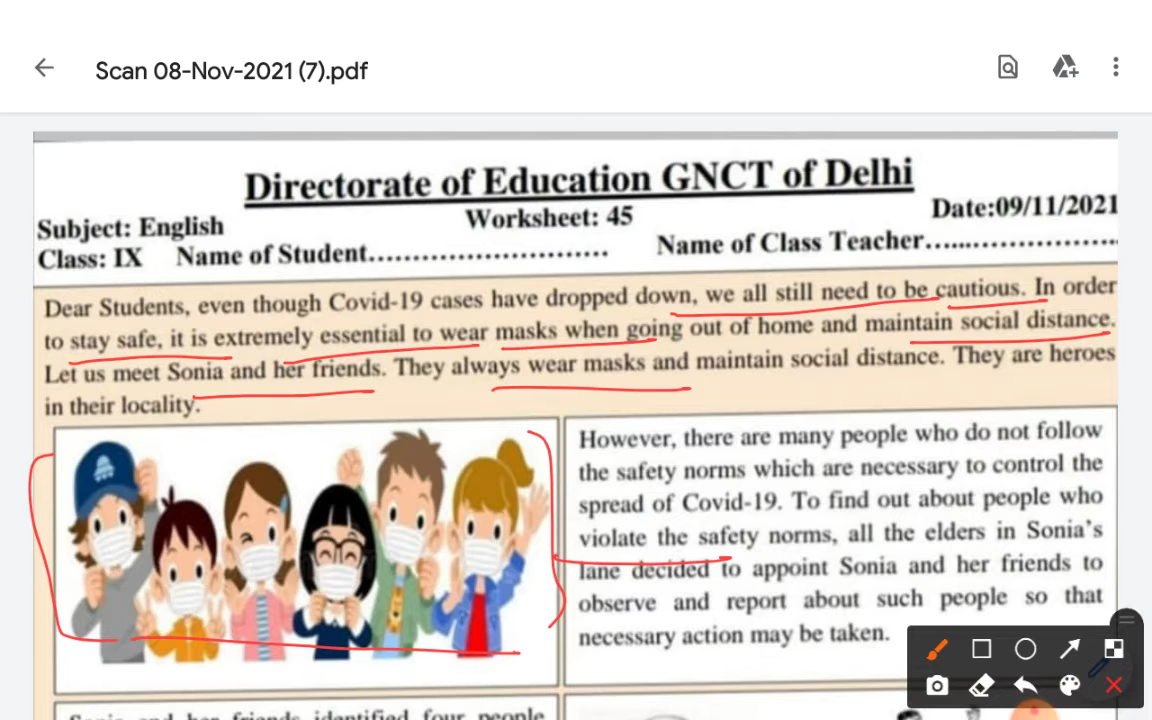 Scan 08-Nov-2021 (7).pdf
Directorate of Education GNCT of Delhi
Subject: English
Worksheet: 45
Date:09/11/2021
Class: IX Name of Student..............................
Name of Class Teacher..........................
Dear Students, even though Covid-19 cases have dropped down, we all still need to be cautious. In order
to stay safe, it is extremely essential to wear masks when going out of home and maintain social distance.
Let us meet Sonia and her friends. They always wear masks and maintain social distance. They are heroes
in their locality.
However, there are many people who do not follow
the safety norms which are necessary to control the
spread of Covid-19. To find out about people who
violate the safety norms, all the elders in Sonia's
lane decided to appoint Sonia and her friends to
observe and report about such people so that
necessary action may be taken.
Sonia and her friends identified four people